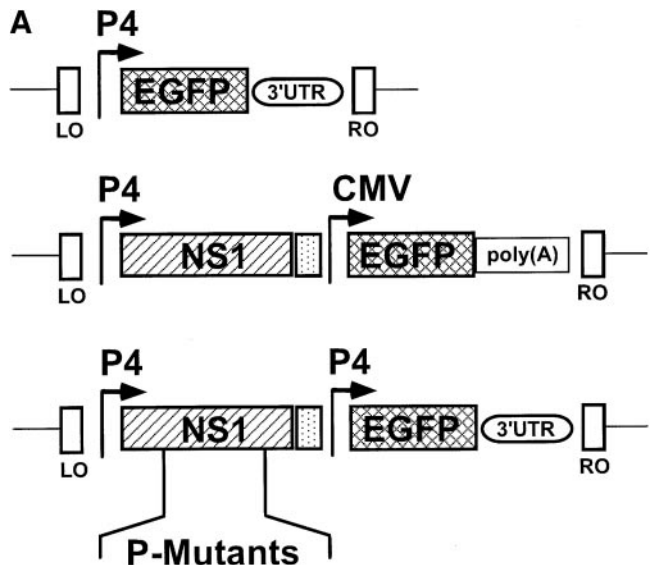 A
P4
EGFP 3'UTR
LO RO
P4 CMV
NS1 EGFP poly(A)
LO RO
P4 P4
NS1 EGFP 3'UTR
LO RO
P-Mutants